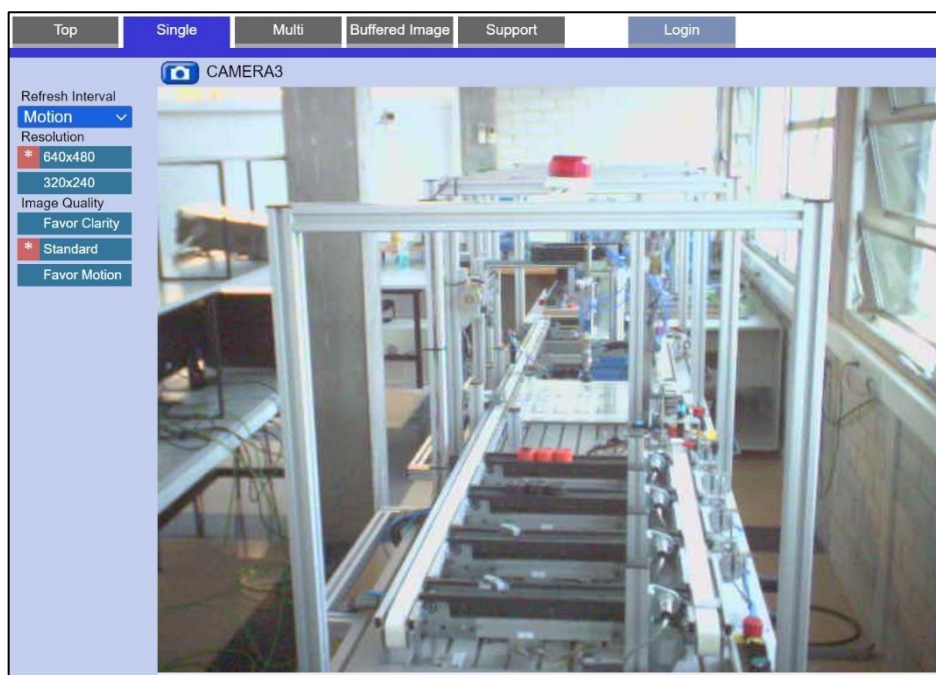 Top Single Multi Buffered Image Support Login
CAMERA3
Refresh Interval
Motion
Resolution
* 640x480
320x240
Image Quality
Favor Clarity
* Standard
Favor Motion